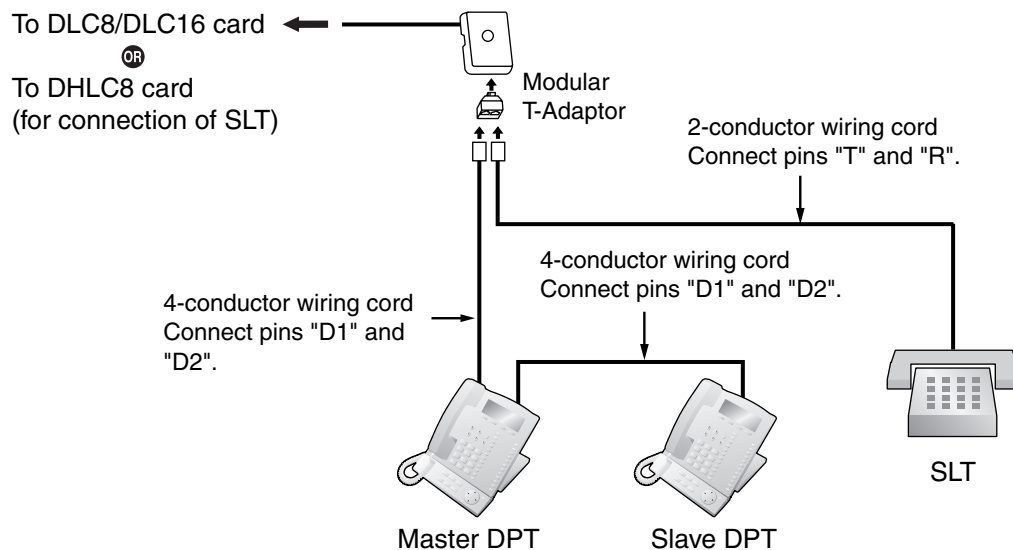 To DLC8/DLC16 card
OR
To DHLC8 card
(for connection of SLT)
Modular
T-Adaptor
2-conductor wiring cord
Connect pins "T" and "R".
4-conductor wiring cord
Connect pins "D1" and "D2".
4-conductor wiring cord
Connect pins "D1" and
"D2".
SLT
Master DPT
Slave DPT